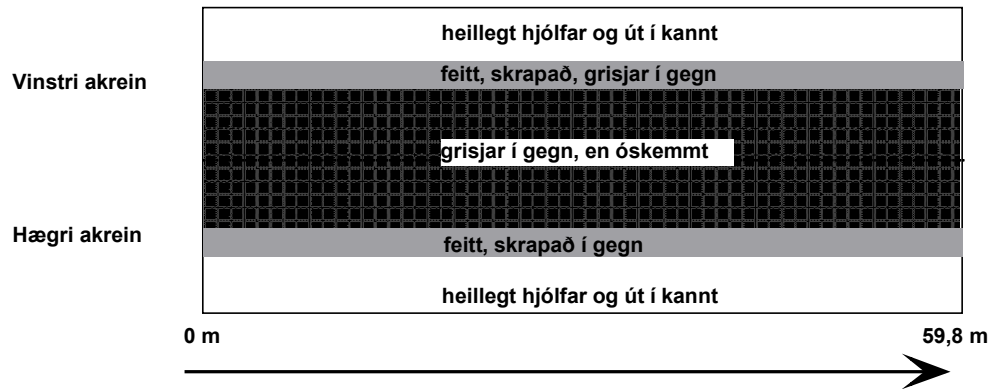 heillegt hjólfar og út í kannt
Vinstri akrein
feitt, skrapað, grisjar í gegn
grisjar í gegn, en óskemmt
Hægri akrein
feitt, skrapað í gegn
heillegt hjólfar og út í kannt
0 m
59,8 m